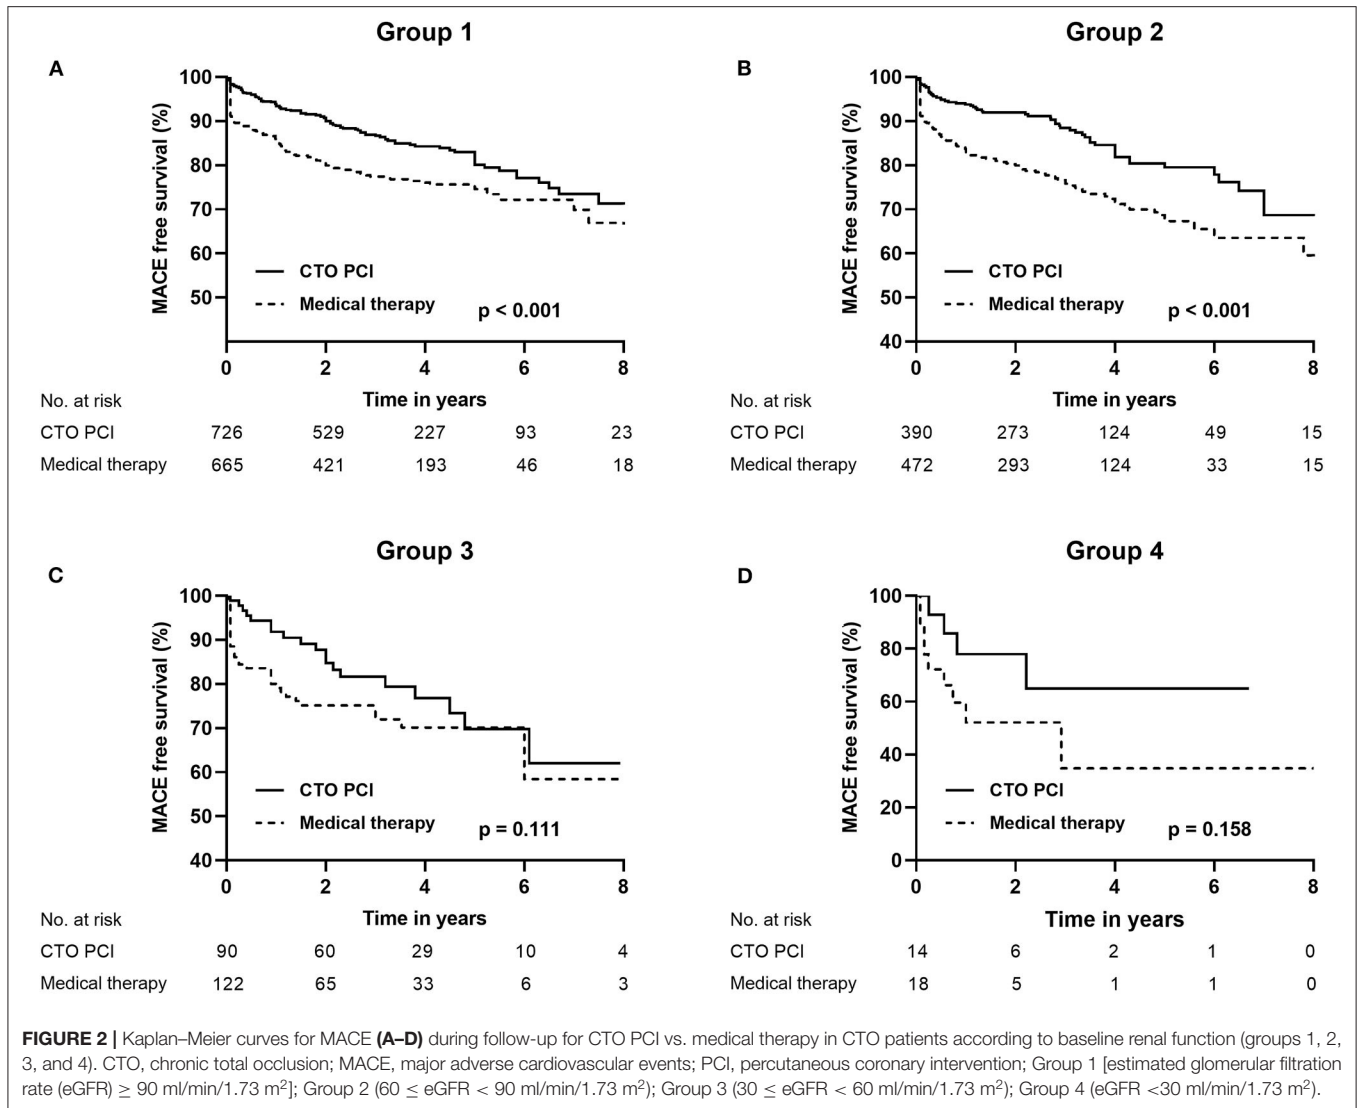 Group 1
A
100
90
80
70
60
50
MACE free survival (%)
CTO PCI
Medical therapy
p < 0.001
0 2 4 6 8
No. at risk
Time in years
CTO PCI 726 529 227 93 23
Medical therapy 665 421 193 46 18
Group 2
B
100
90
80
70
60
50
40
MACE free survival (%)
CTO PCI
Medical therapy
p < 0.001
0 2 4 6 8
No. at risk
Time in years
CTO PCI 390 273 124 49 15
Medical therapy 472 293 124 33 15
Group 3
C
100
90
80
70
60
50
40
MACE free survival (%)
CTO PCI
Medical therapy
p = 0.111
0 2 4 6 8
No. at risk
Time in years
CTO PCI 90 60 29 10 4
Medical therapy 122 65 33 6 3
Group 4
D
100
80
60
40
20
0
MACE free survival (%)
CTO PCI
Medical therapy
p = 0.158
0 2 4 6 8
No. at risk
Time in years
CTO PCI 14 6 2 1 0
Medical therapy 18 5 1 1 0
FIGURE 2 | Kaplan–Meier curves for MACE (A–D) during follow-up for CTO PCI vs. medical therapy in CTO patients according to baseline renal function (groups 1, 2,
3, and 4). CTO, chronic total occlusion; MACE, major adverse cardiovascular events; PCI, percutaneous coronary intervention; Group 1 [estimated glomerular filtration
rate (eGFR) ≥ 90 ml/min/1.73 m²]; Group 2 (60 ≤ eGFR < 90 ml/min/1.73 m²); Group 3 (30 ≤ eGFR < 60 ml/min/1.73 m²); Group 4 (eGFR <30 ml/min/1.73 m²).